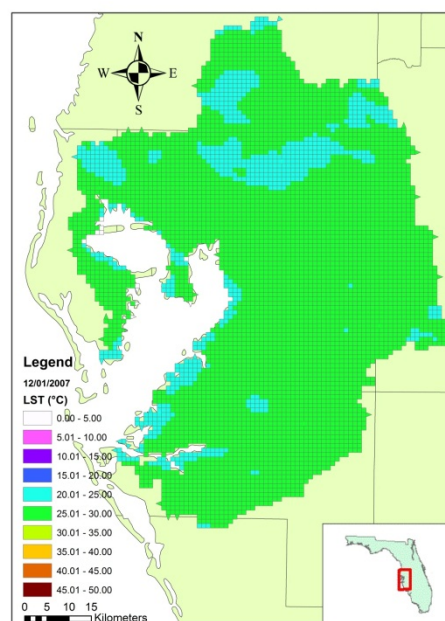 N
W E
S
Legend
12/01/2007
LST (°C)
0.00 - 5.00
5.01 - 10.00
10.01 - 15.00
15.01 - 20.00
20.01 - 25.00
25.01 - 30.00
30.01 - 35.00
35.01 - 40.00
40.01 - 45.00
45.01 - 50.00
0 5 10 15
Kilometers